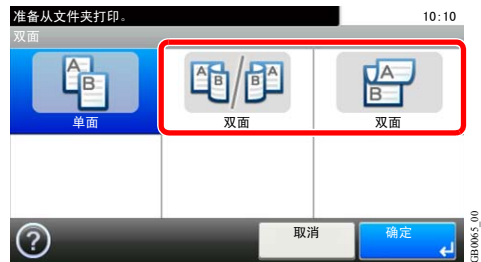 准备从文件夹打印。 10:10
双面
A B A B B A A B
单面 双面 双面
? 取消 确定
GB0065_00